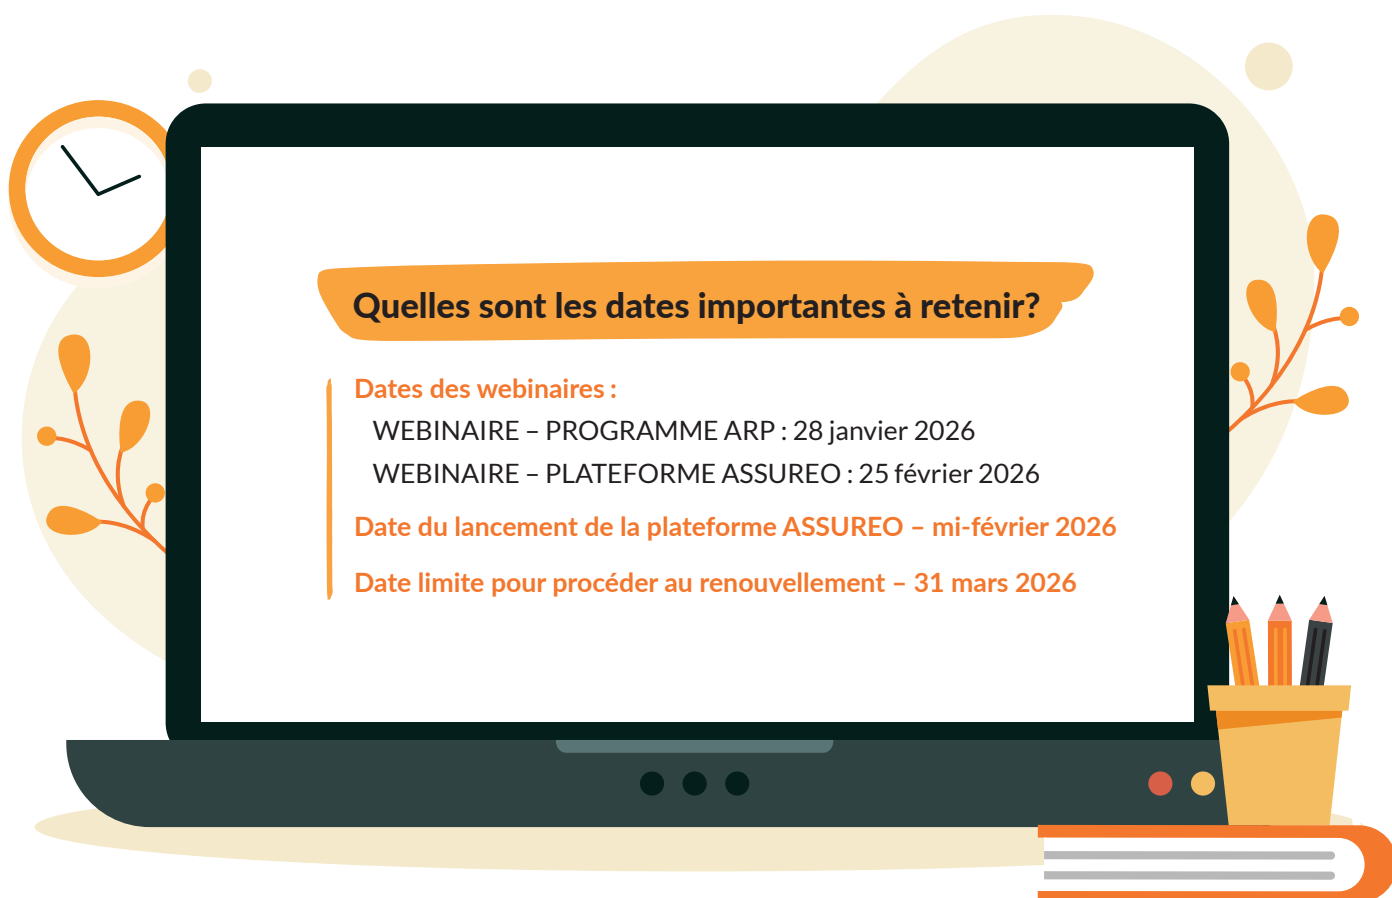 Quelles sont les dates importantes à retenir?
Dates des webinaires :
WEBINAIRE – PROGRAMME ARP : 28 janvier 2026
WEBINAIRE – PLATEFORME ASSUREO : 25 février 2026
Date du lancement de la plateforme ASSUREO – mi-février 2026
Date limite pour procéder au renouvellement – 31 mars 2026